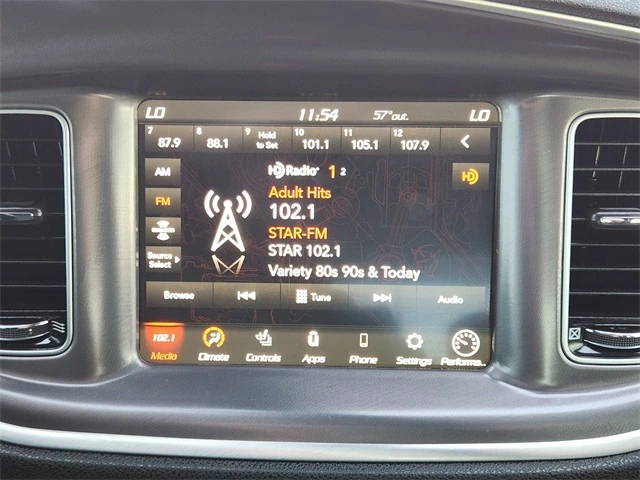 LO 11:54 57°out. LO
7 87.9 8 88.1 9 Hold to Set 10 101.1 11 105.1 12 107.9
AM
FM
Source Select
HD Radio 1 2
HD
Adult Hits
102.1
STAR-FM
STAR 102.1
Variety 80s 90s & Today
Browse Tune Audio
102.1
Media Climate Controls Apps Phone Settings Performa...